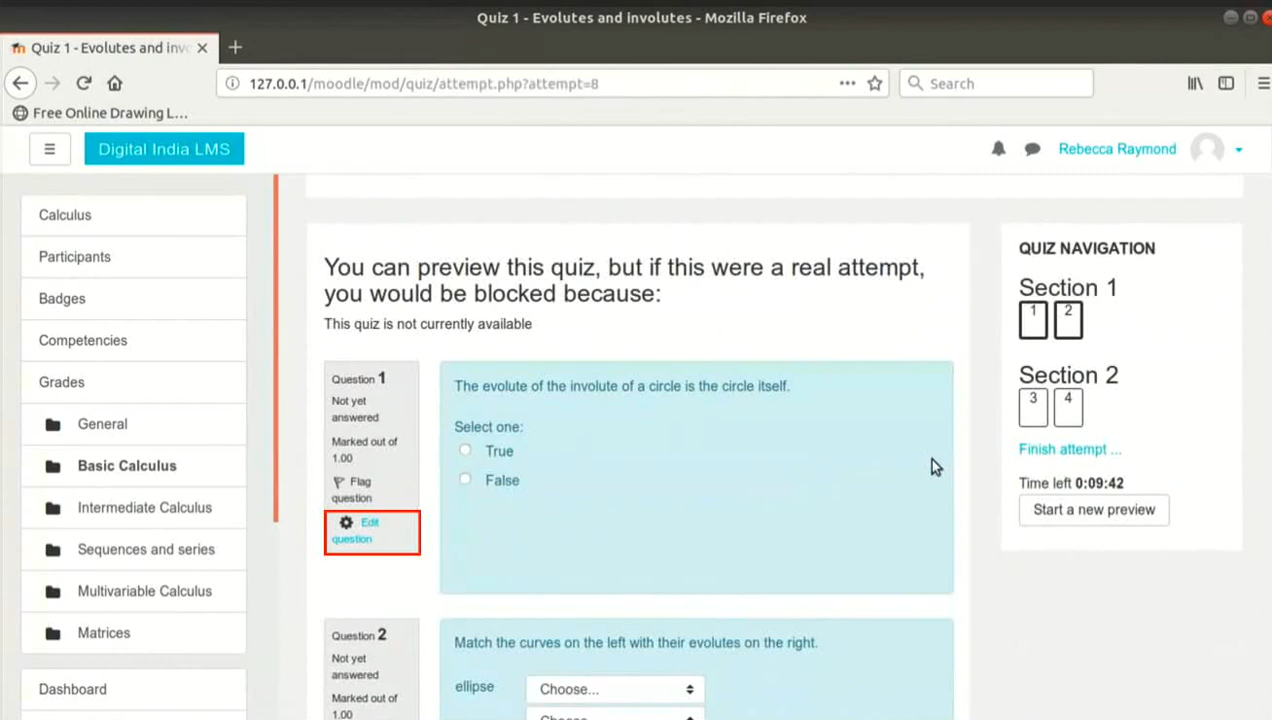 Quiz 1 - Evolutes and involutes - Mozilla Firefox
Quiz 1 - Evolutes and invo
127.0.0.1/moodle/mod/quiz/attempt.php?attempt=8
Search
Free Online Drawing L...
Digital India LMS
Rebecca Raymond
Calculus
Participants
Badges
Competencies
Grades
General
Basic Calculus
Intermediate Calculus
Sequences and series
Multivariable Calculus
Matrices
Dashboard
You can preview this quiz, but if this were a real attempt,
you would be blocked because:
This quiz is not currently available
Question 1
Not yet
answered
Marked out of
1.00
Flag
question
Edit
question
The evolute of the involute of a circle is the circle itself.
Select one:
True
False
Question 2
Not yet
answered
Marked out of
1.00
Match the curves on the left with their evolutes on the right.
ellipse
Choose...
QUIZ NAVIGATION
Section 1
1 2
Section 2
3 4
Finish attempt ...
Time left 0:09:42
Start a new preview